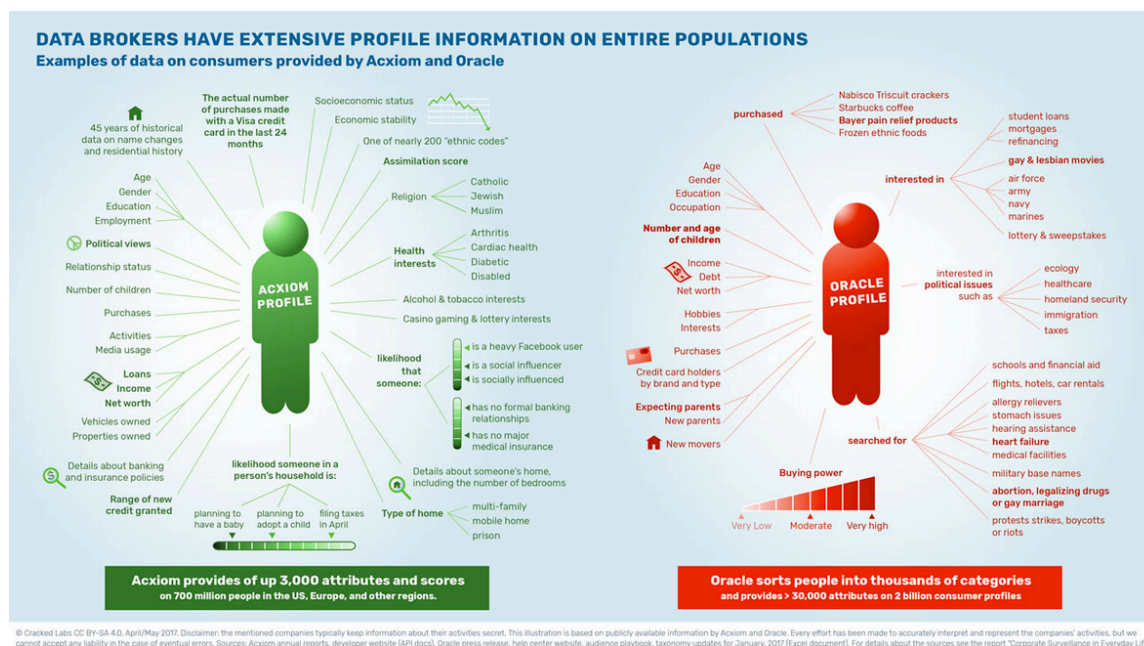 DATA BROKERS HAVE EXTENSIVE PROFILE INFORMATION ON ENTIRE POPULATIONS
Examples of data on consumers provided by Acxiom and Oracle
45 years of historical
data on name changes
and residential history
The actual number
of purchases made
with a Visa credit
card in the last 24
months
Socioeconomic status
Economic stability
One of nearly 200 "ethnic codes"
Assimilation score
Religion
Catholic
Jewish
Muslim
Health
interests
Arthritis
Cardiac health
Diabetic
Disabled
Alcohol & tobacco interests
Casino gaming & lottery interests
likelihood
that
someone:
is a heavy Facebook user
is a social influencer
is socially influenced
has no formal banking
relationships
has no major
medical insurance
Details about someone's home,
including the number of bedrooms
Type of home
multi-family
mobile home
prison
Age
Gender
Education
Employment
Political views
Relationship status
Number of children
Purchases
Activities
Media usage
Loans
Income
Net worth
Vehicles owned
Properties owned
Details about banking
and insurance policies
Range of new
credit granted
likelihood someone in a
person's household is:
planning to
have a baby
planning to
adopt a child
filing taxes
in April
ACXIOM
PROFILE
Acxiom provides of up 3,000 attributes and scores
on 700 million people in the US, Europe, and other regions.
purchased
Nabisco Triscuit crackers
Starbucks coffee
Bayer pain relief products
Frozen ethnic foods
interested in
student loans
mortgages
refinancing
gay & lesbian movies
air force
army
navy
marines
lottery & sweepstakes
interested in
political issues
such as
ecology
healthcare
homeland security
immigration
taxes
searched for
schools and financial aid
flights, hotels, car rentals
allergy relievers
stomach issues
hearing assistance
heart failure
medical facilities
military base names
abortion, legalizing drugs
or gay marriage
protests strikes, boycotts
or riots
Age
Gender
Education
Occupation
Number and age
of children
Income
Debt
Net worth
Hobbies
Interests
Purchases
Credit card holders
by brand and type
Expecting parents
New parents
New movers
Buying power
Very Low
Moderate
Very high
ORACLE
PROFILE
Oracle sorts people into thousands of categories
and provides > 30,000 attributes on 2 billion consumer profiles
© Cracked Labs CC BY-SA 4.0, April/May 2017. Disclaimer: the mentioned companies typically keep information about their activities secret. This illustration is based on publicly available information by Acxiom and Oracle. Every effort has been made to accurately interpret and represent the companies' activities, but we
cannot accept any liability in the case of eventual errors. Sources: Acxiom annual reports, developer website (API docs), Oracle press release, help center website, audience playbook, taxonomy updates for January, 2017 (Excel document). For details about the sources see the report "Corporate Surveillance in Everyday